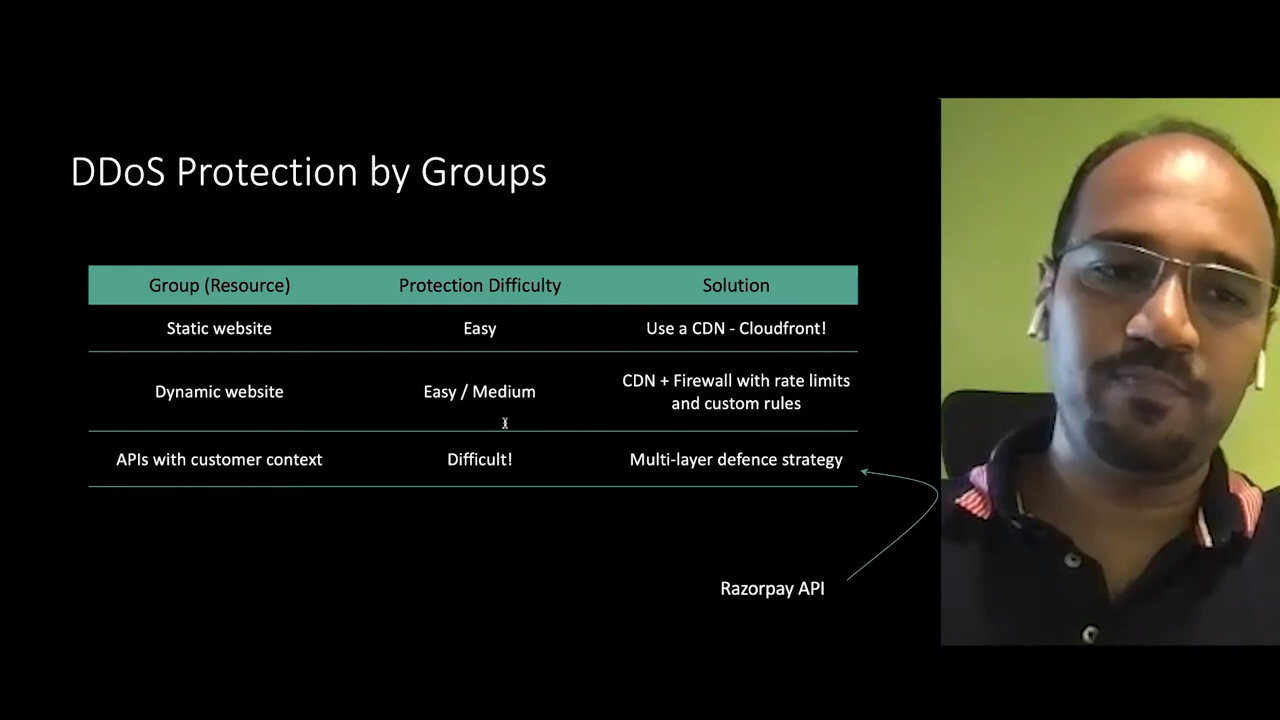 DDoS Protection by Groups
Group (Resource) Protection Difficulty Solution
Static website Easy Use a CDN - Cloudfront!
Dynamic website Easy / Medium CDN + Firewall with rate limits
and custom rules
APIs with customer context Difficult! Multi-layer defence strategy
Razorpay API